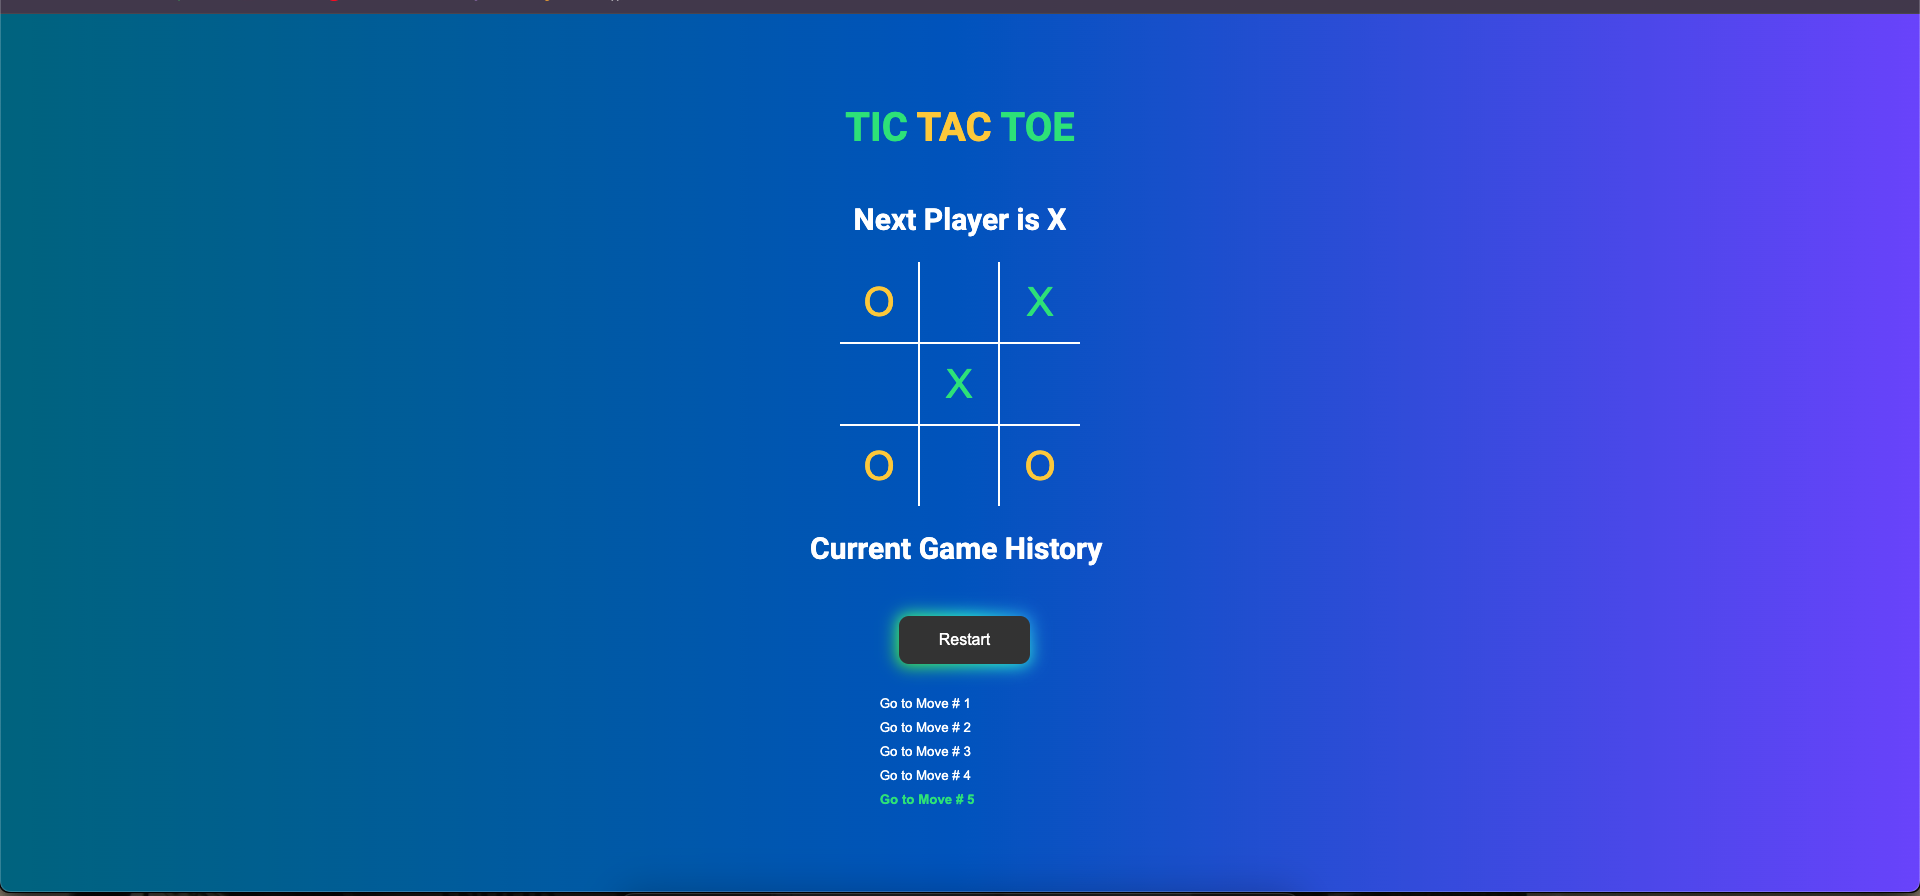 TIC TAC TOE
Next Player is X
O X
X
O O
Current Game History
Restart
Go to Move # 1
Go to Move # 2
Go to Move # 3
Go to Move # 4
Go to Move # 5